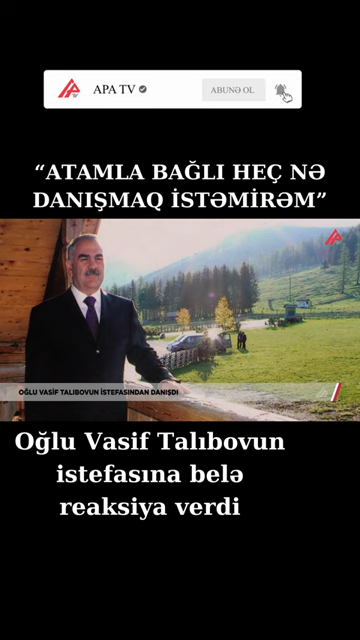 APA TV
ABUNƏ OL
“ATAMLA BAĞLI HEÇ NƏ
DANIŞMAQ İSTƏMİRƏM”
OĞLU VASİF TALIBOVUN İSTEFASINDAN DANIŞDI
Oğlu Vasif Talıbovun
istefasına belə
reaksiya verdi